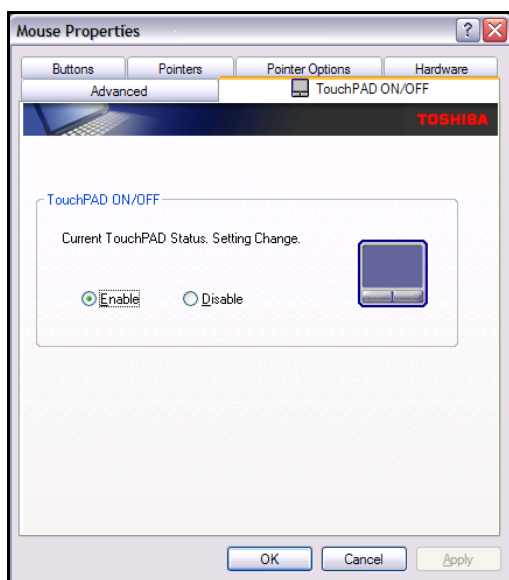 Mouse Properties
Buttons Pointers Pointer Options Hardware
Advanced TouchPAD ON/OFF
TOSHIBA
TouchPAD ON/OFF
Current TouchPAD Status. Setting Change.
Enable Disable
OK Cancel Apply